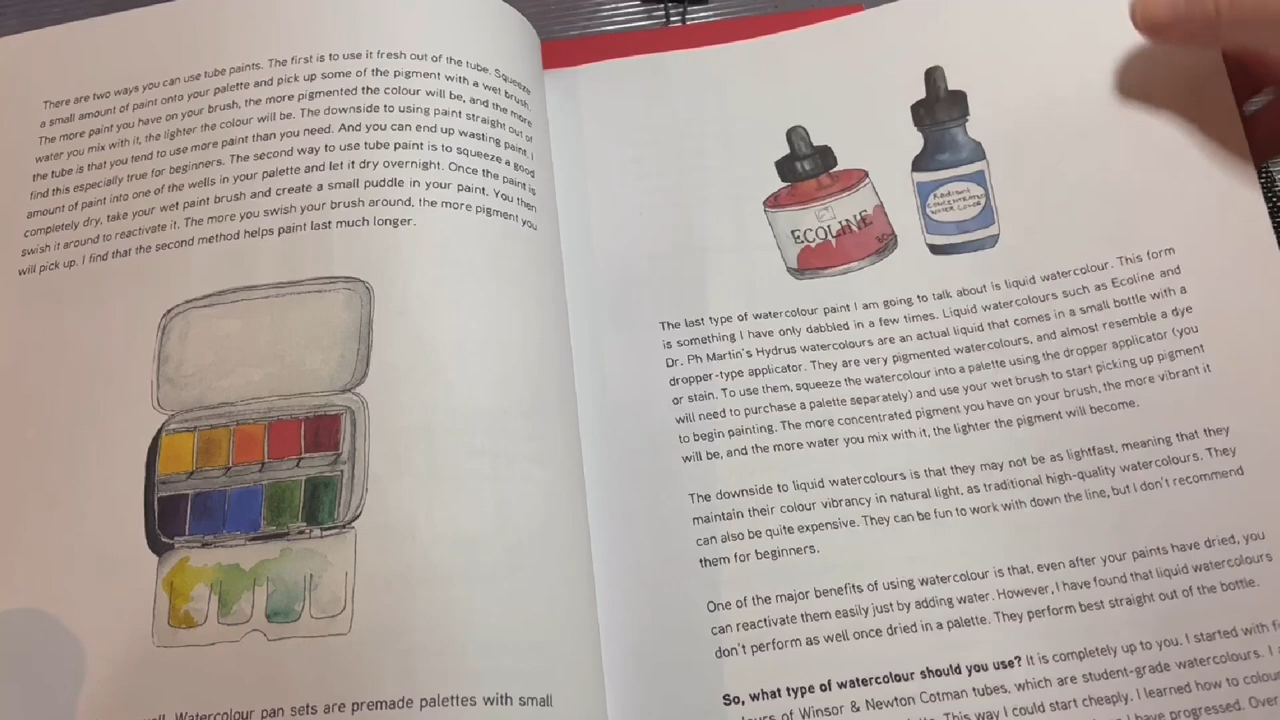 There are two ways you can use tube paints. The first is to use it fresh out of the tube. Squeeze
a small amount of paint onto your palette and pick up some of the pigment with a wet brush.
The more paint you have on your brush, the more pigmented the colour will be, and the more
water you mix with it, the lighter the colour will be. The downside to using paint straight out of
the tube is that you tend to use more paint than you need. And you can end up wasting paint. I
find this especially true for beginners. The second way to use tube paint is to squeeze a good
amount of paint into one of the wells in your palette and let it dry overnight. Once the paint is
completely dry, take your wet paint brush and create a small puddle in your paint. You then
swish it around to reactivate it. The more you swish your brush around, the more pigment you
will pick up. I find that the second method helps paint last much longer.
Watercolour pan sets are premade palettes with small
ECOLINE
Radiant
CONCENTRATED
WATER COLOR
The last type of watercolour paint I am going to talk about is liquid watercolour. This form
is something I have only dabbled in a few times. Liquid watercolours such as Ecoline and
Dr. Ph Martin's Hydrus watercolours are an actual liquid that comes in a small bottle with a
dropper-type applicator. They are very pigmented watercolours, and almost resemble a dye
or stain. To use them, squeeze the watercolour into a palette using the dropper applicator (you
will need to purchase a palette separately) and use your wet brush to start picking up pigment
to begin painting. The more concentrated pigment you have on your brush, the more vibrant it
will be, and the more water you mix with it, the lighter the pigment will become.
The downside to liquid watercolours is that they may not be as lightfast, meaning that they
maintain their colour vibrancy in natural light, as traditional high-quality watercolours. They
can also be quite expensive. They can be fun to work with down the line, but I don't recommend
them for beginners.
One of the major benefits of using watercolour is that, even after your paints have dried, you
can reactivate them easily just by adding water. However, I have found that liquid watercolours
don't perform as well once dried in a palette. They perform best straight out of the bottle.
So, what type of watercolour should you use? It is completely up to you. I started with
of Winsor & Newton Cotman tubes, which are student-grade watercolours. I
This way I could start cheaply. I learned how to
I have progressed. Over